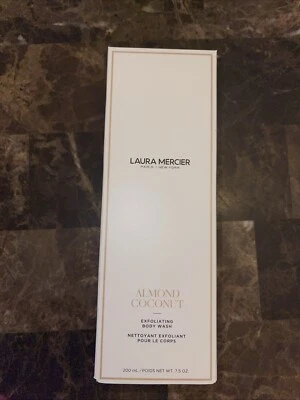 LAURA MERCIER
PARIS / NEW YORK
ALMOND
COCONUT
EXFOLIATING
BODY WASH
NETTOYANT EXFOLIANT
POUR LE CORPS
200 mL / POIDS NET WT. 7.3 OZ